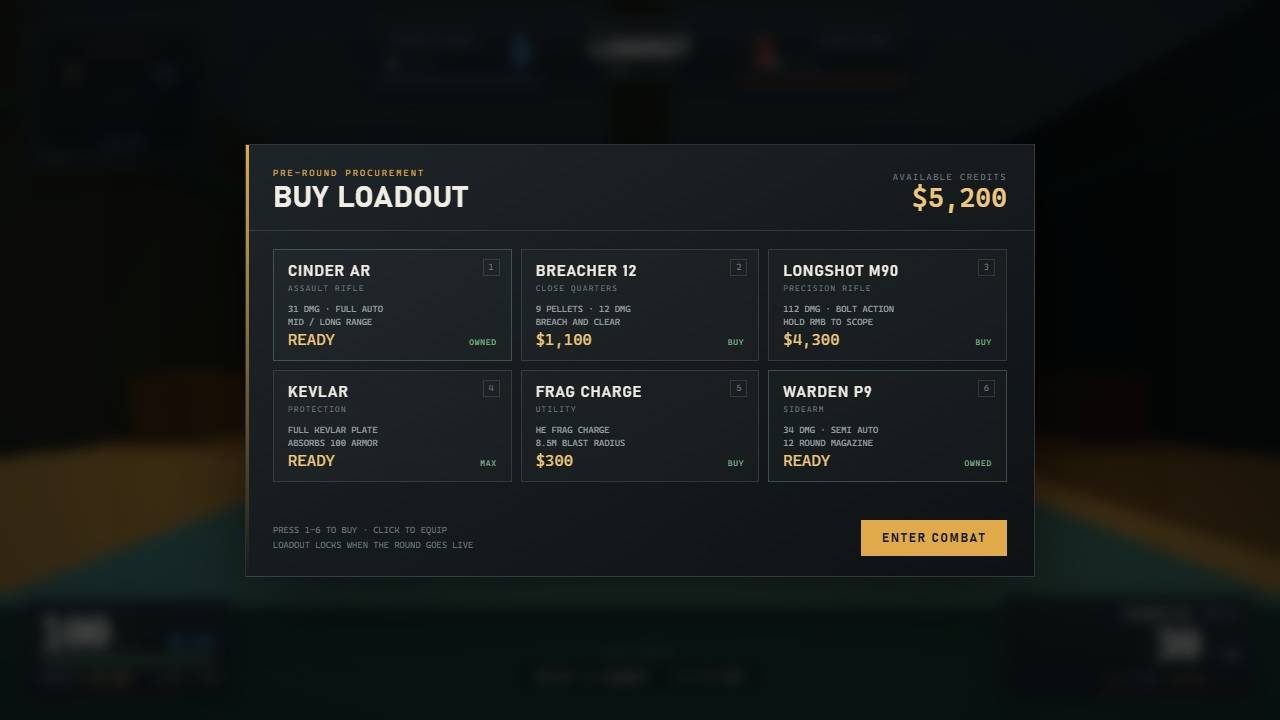 PRE-ROUND PROCUREMENT
BUY LOADOUT
AVAILABLE CREDITS
$5,200
CINDER AR
1
ASSAULT RIFLE
31 DMG · FULL AUTO
MID / LONG RANGE
READY
OWNED
BREACHER 12
2
CLOSE QUARTERS
9 PELLETS · 12 DMG
BREACH AND CLEAR
$1,100
BUY
LONGSHOT M90
3
PRECISION RIFLE
112 DMG · BOLT ACTION
HOLD RMB TO SCOPE
$4,300
BUY
KEVLAR
4
PROTECTION
FULL KEVLAR PLATE
ABSORBS 100 ARMOR
READY
MAX
FRAG CHARGE
5
UTILITY
HE FRAG CHARGE
8.5M BLAST RADIUS
$300
BUY
WARDEN P9
6
SIDEARM
34 DMG · SEMI AUTO
12 ROUND MAGAZINE
READY
OWNED
PRESS 1-6 TO BUY · CLICK TO EQUIP
LOADOUT LOCKS WHEN THE ROUND GOES LIVE
ENTER COMBAT
100
30